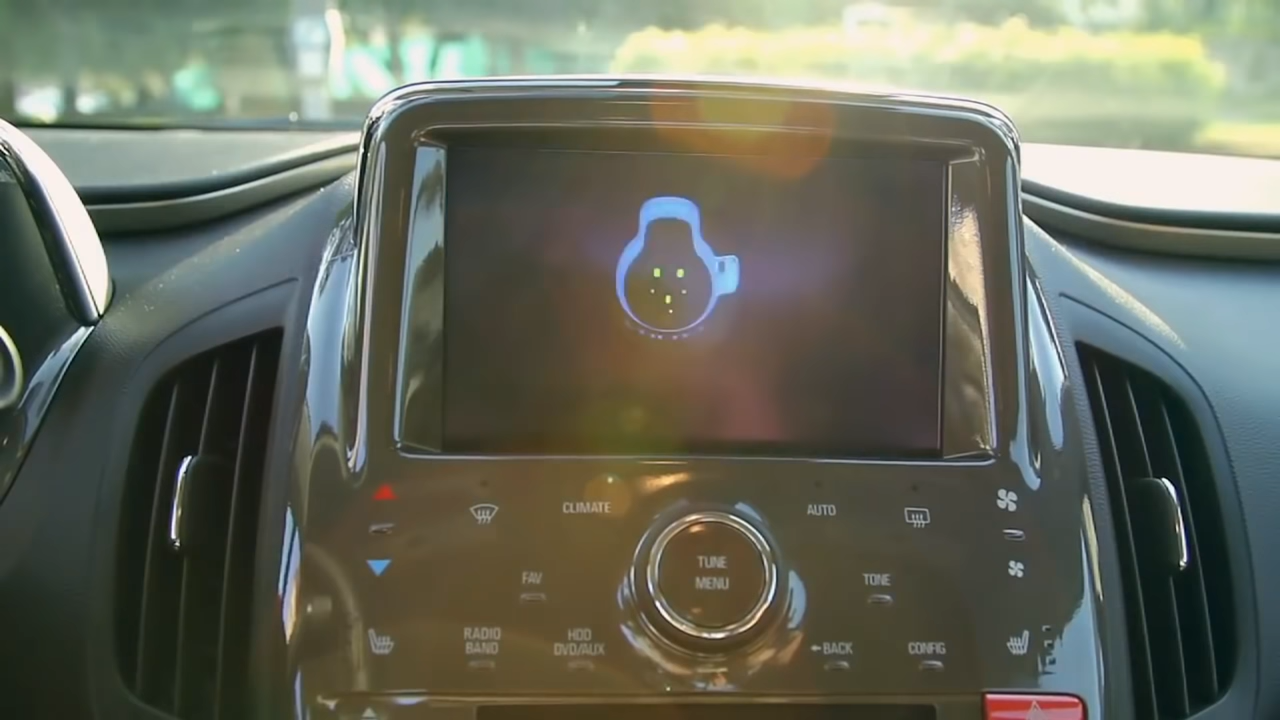 CLIMATE
AUTO
FAV
TUNE
MENU
TONE
RADIO
BAND
HDD
DVD/AUX
←BACK
CONFIG